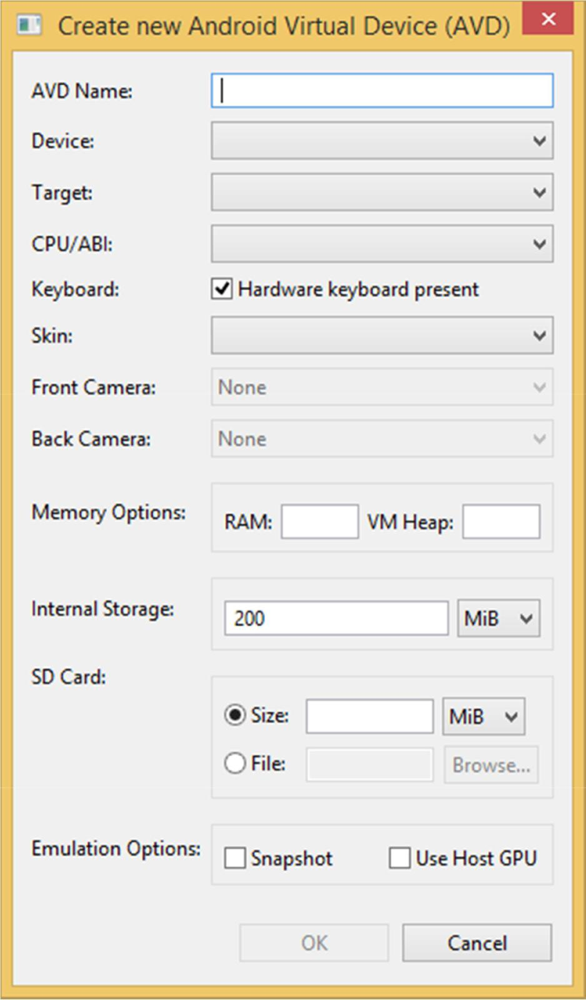 Create new Android Virtual Device (AVD)
AVD Name:
Device:
Target:
CPU/ABI:
Keyboard: Hardware keyboard present
Skin:
Front Camera: None
Back Camera: None
Memory Options: RAM: VM Heap:
Internal Storage: 200 MiB
SD Card:
Size: MiB
File: Browse...
Emulation Options: Snapshot Use Host GPU
OK Cancel